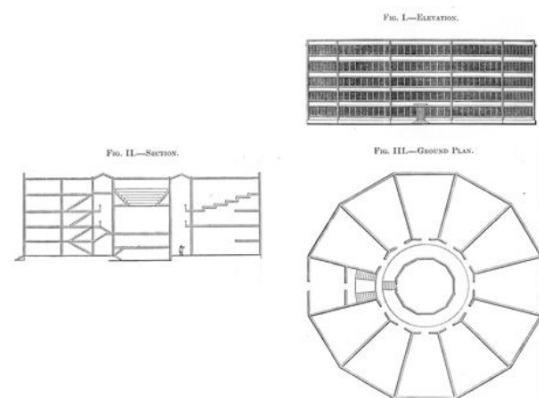 FIG. I.—ELEVATION.
FIG. II.—SECTION.
FIG. III.—GROUND PLAN.